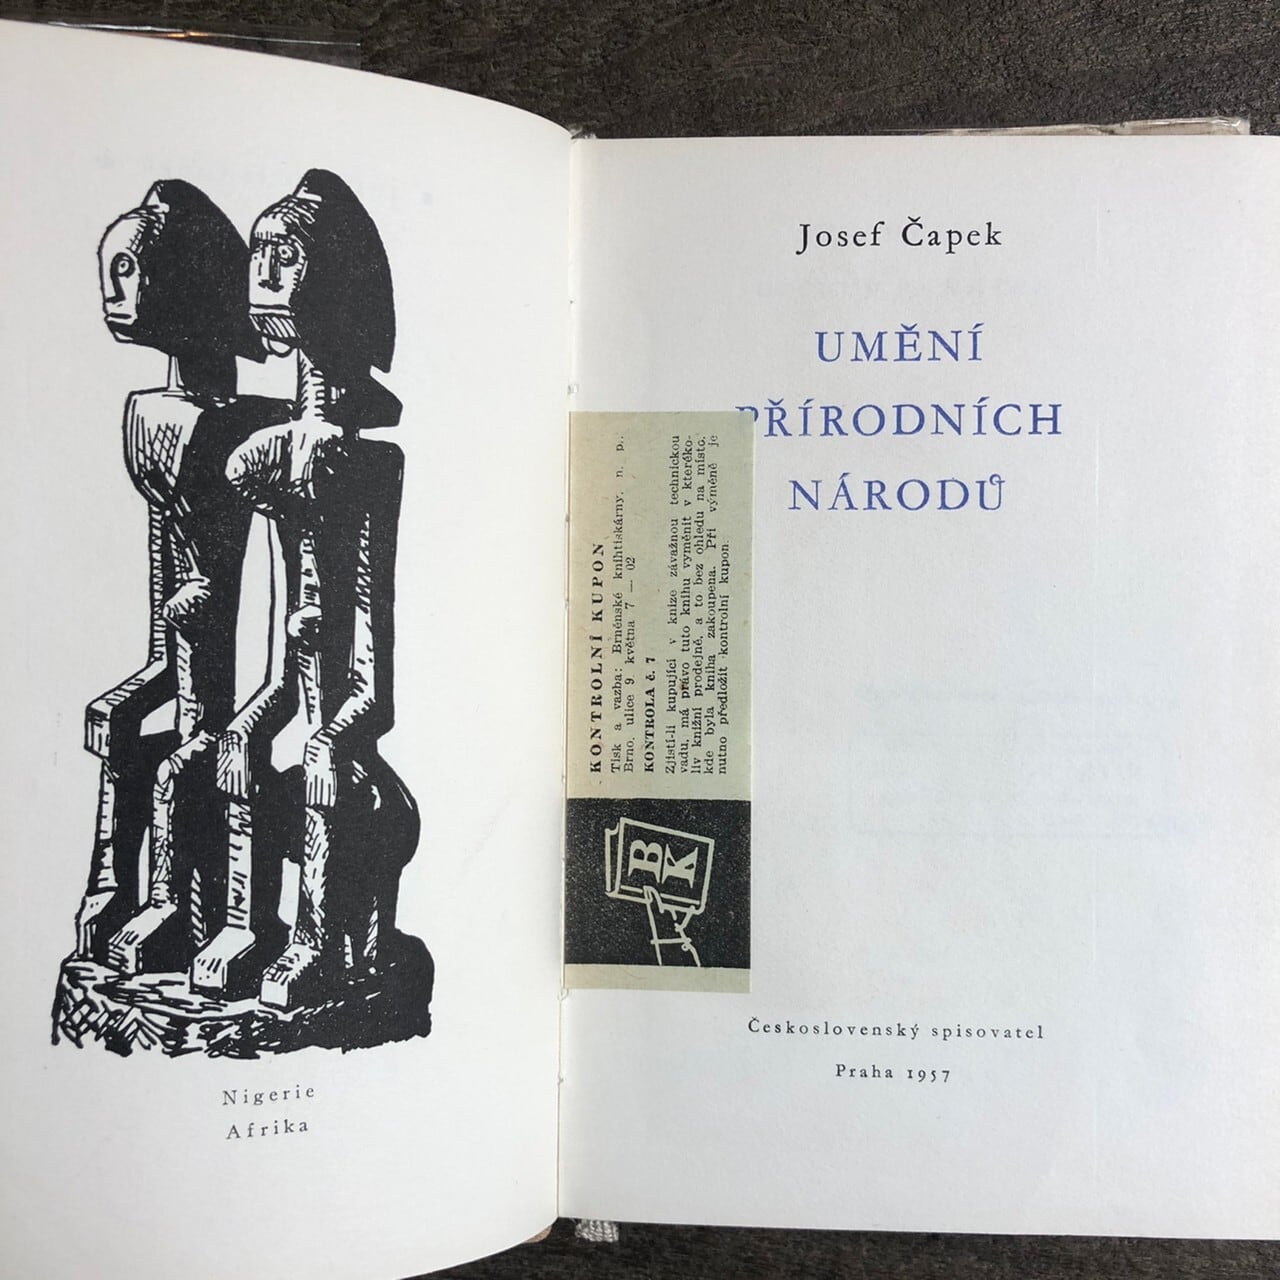 Nigerie
Afrika
Josef Čapek
UMĚNÍ
PŘÍRODNÍCH
NÁRODŮ
KONTROLNÍ KUPON
Tisk a vazba: Brněnské knihtiskárny, n. p.,
Brno, ulice 9. května 7 — 02
KONTROLA č. 7
Zjistí-li kupující v knize závažnou technickou
vadu, má právo tuto knihu vyměnit v kteréko-
liv knižní prodejně, a to bez ohledu na místo,
kde byla kniha zakoupena. Při výměně je
nutno předložit kontrolní kupon.
BK
Československý spisovatel
Praha 1957